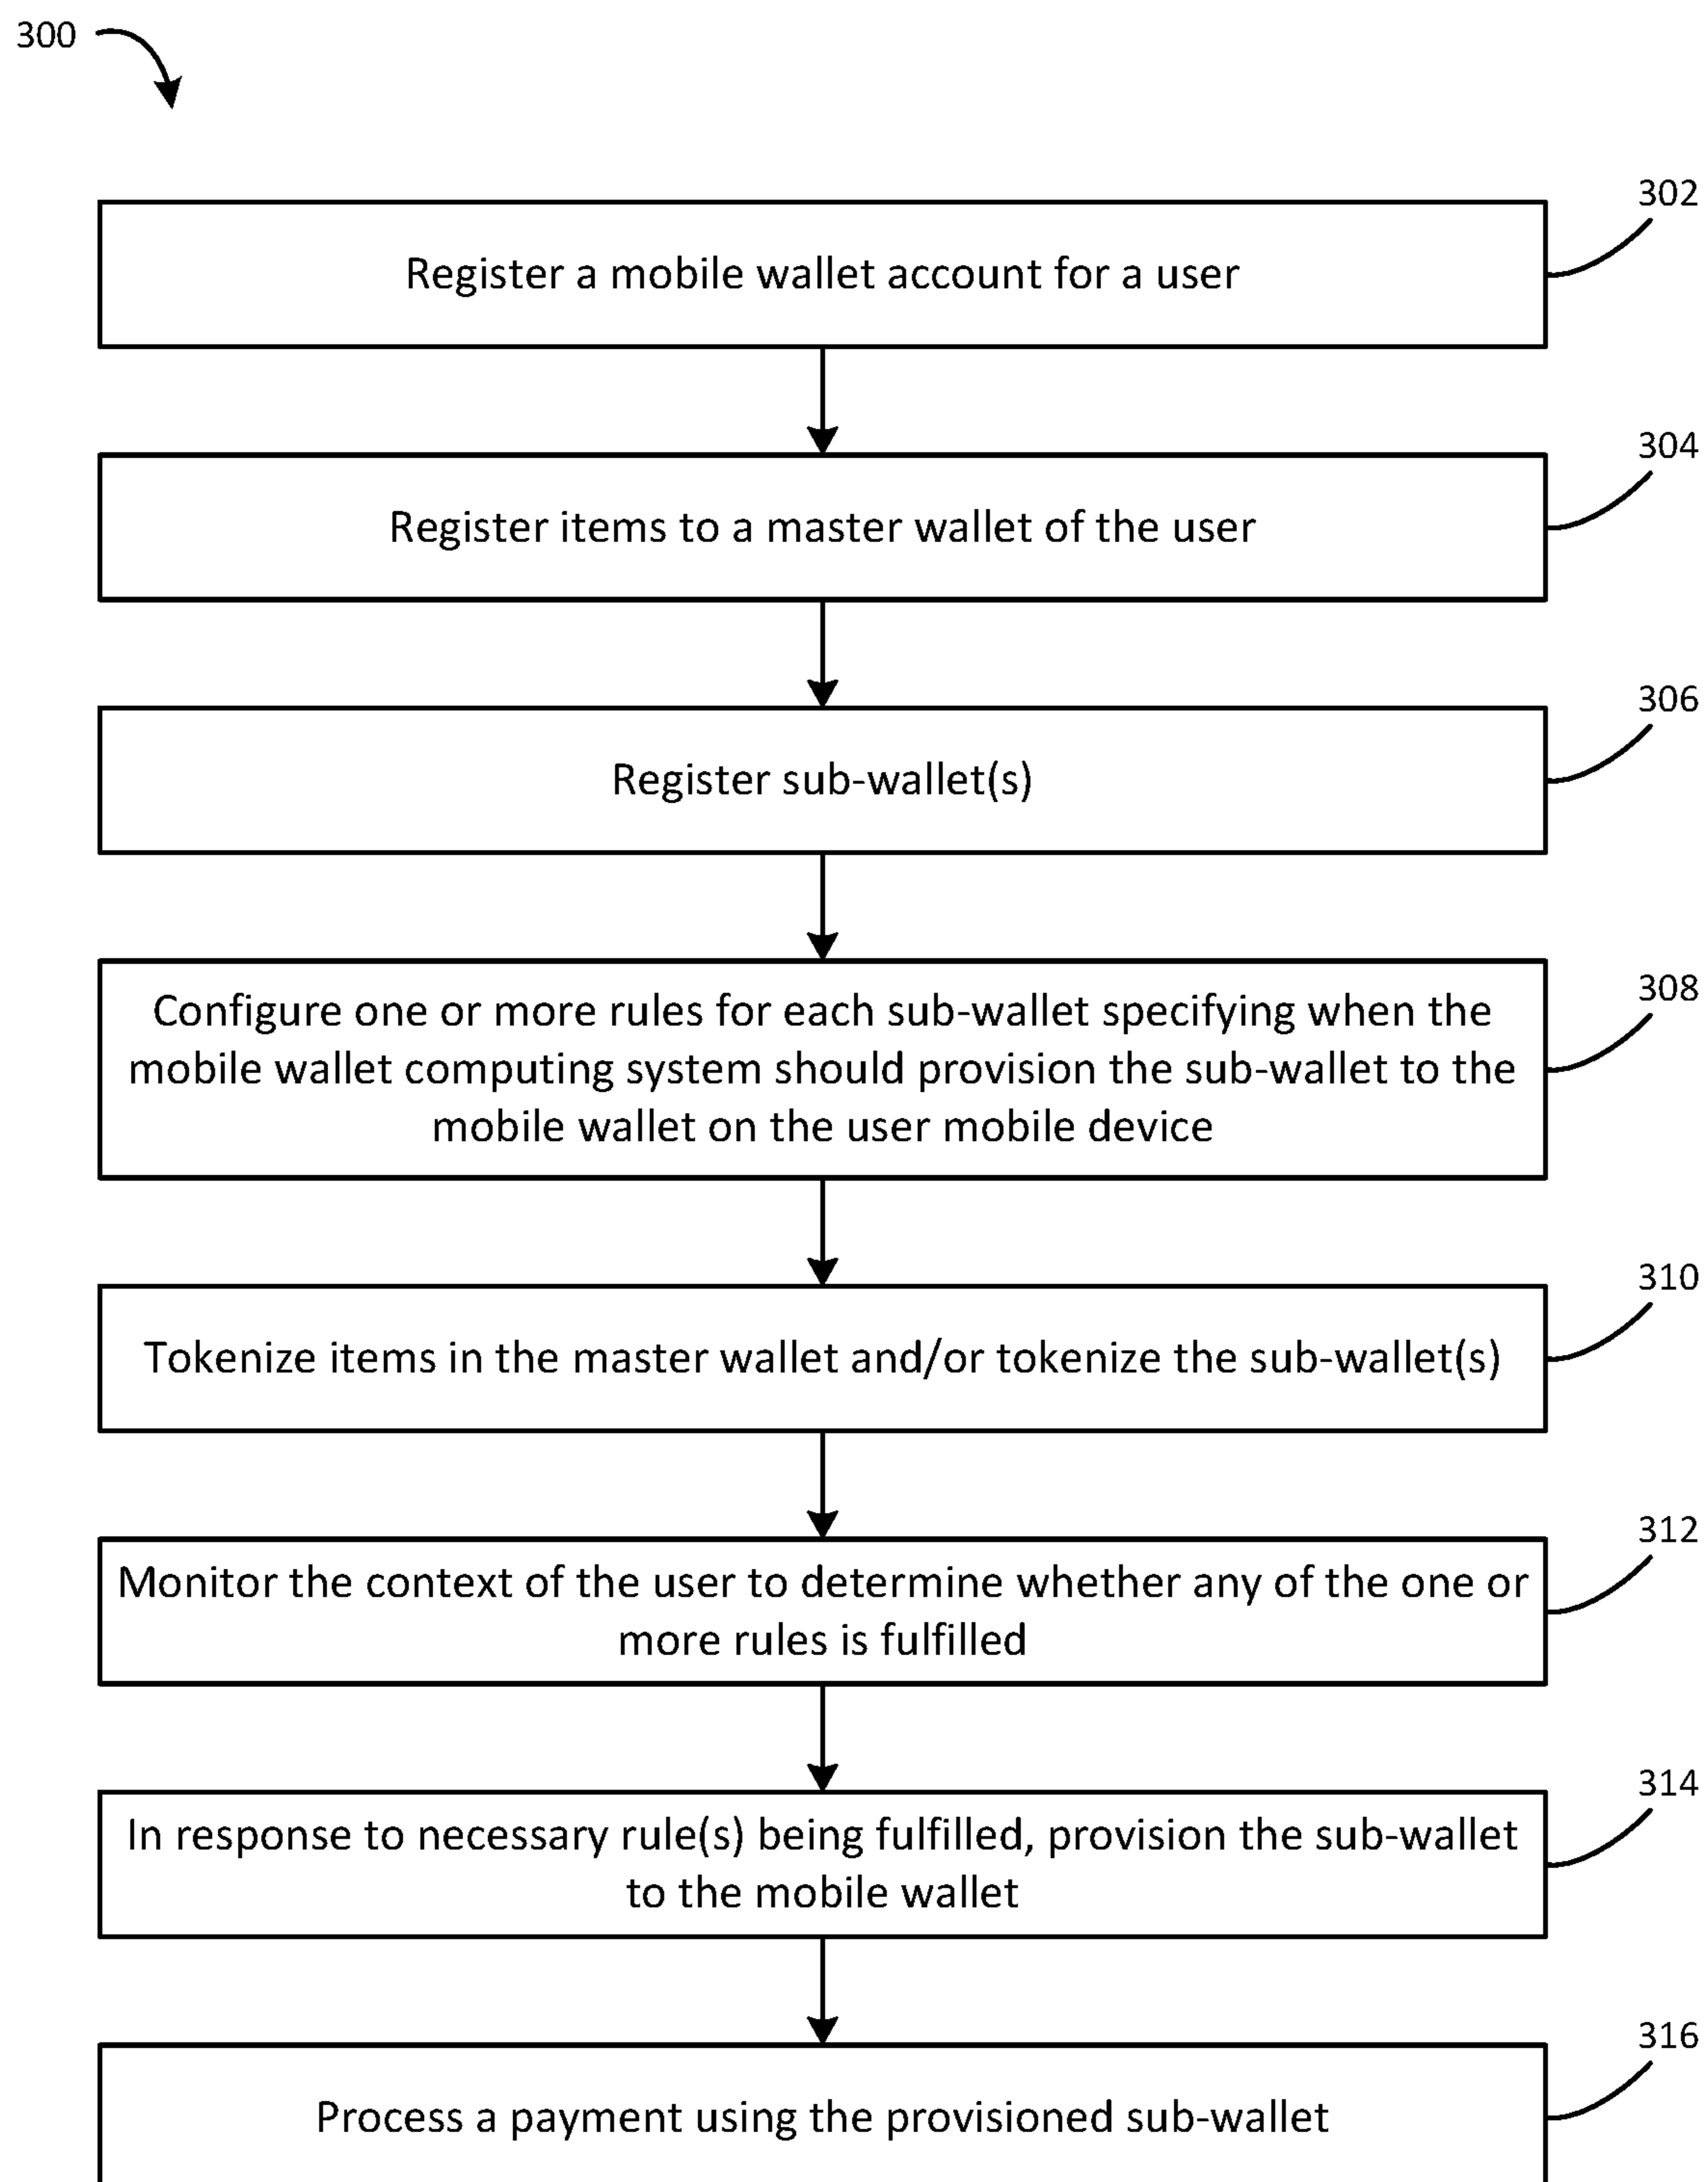 300
302
Register a mobile wallet account for a user
304
Register items to a master wallet of the user
306
Register sub-wallet(s)
308
Configure one or more rules for each sub-wallet specifying when the
mobile wallet computing system should provision the sub-wallet to the
mobile wallet on the user mobile device
310
Tokenize items in the master wallet and/or tokenize the sub-wallet(s)
312
Monitor the context of the user to determine whether any of the one or
more rules is fulfilled
314
In response to necessary rule(s) being fulfilled, provision the sub-wallet
to the mobile wallet
316
Process a payment using the provisioned sub-wallet